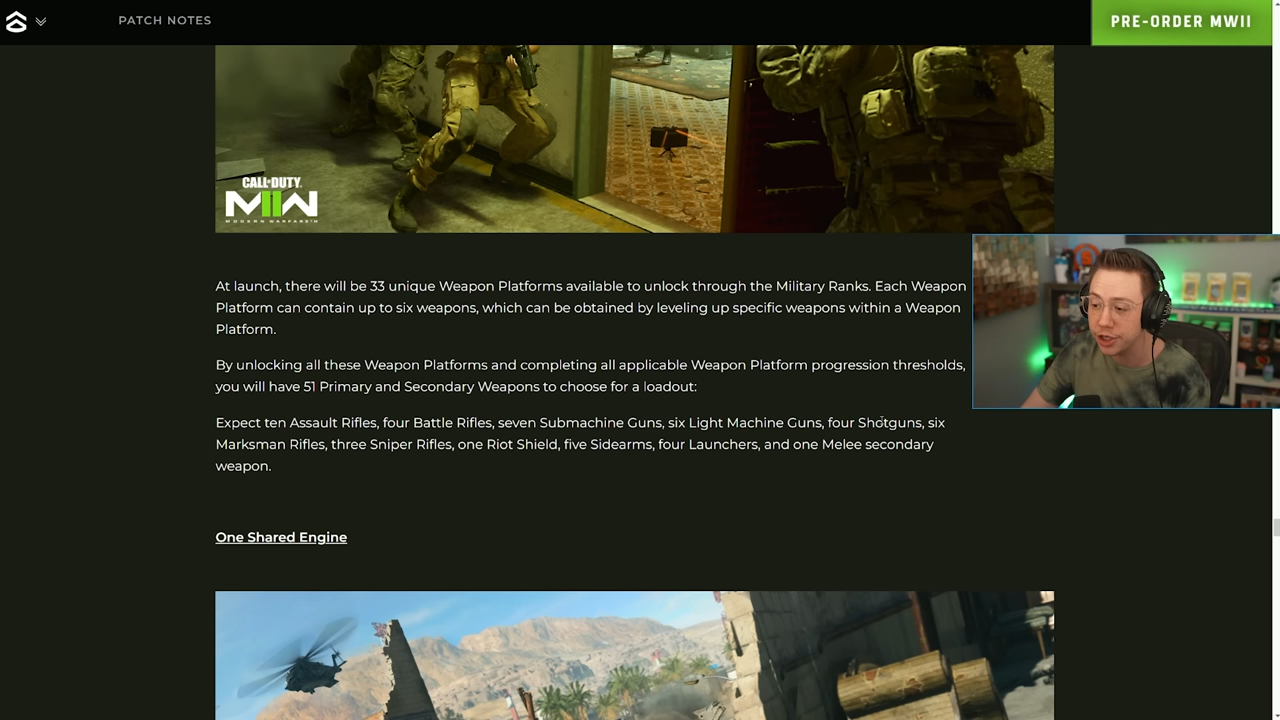 PATCH NOTES
PRE-ORDER MWII
CALL OF DUTY
MWII
MODERN WARFARE II
At launch, there will be 33 unique Weapon Platforms available to unlock through the Military Ranks. Each Weapon
Platform can contain up to six weapons, which can be obtained by leveling up specific weapons within a Weapon
Platform.
By unlocking all these Weapon Platforms and completing all applicable Weapon Platform progression thresholds,
you will have 51 Primary and Secondary Weapons to choose for a loadout:
Expect ten Assault Rifles, four Battle Rifles, seven Submachine Guns, six Light Machine Guns, four Shotguns, six
Marksman Rifles, three Sniper Rifles, one Riot Shield, five Sidearms, four Launchers, and one Melee secondary
weapon.
One Shared Engine